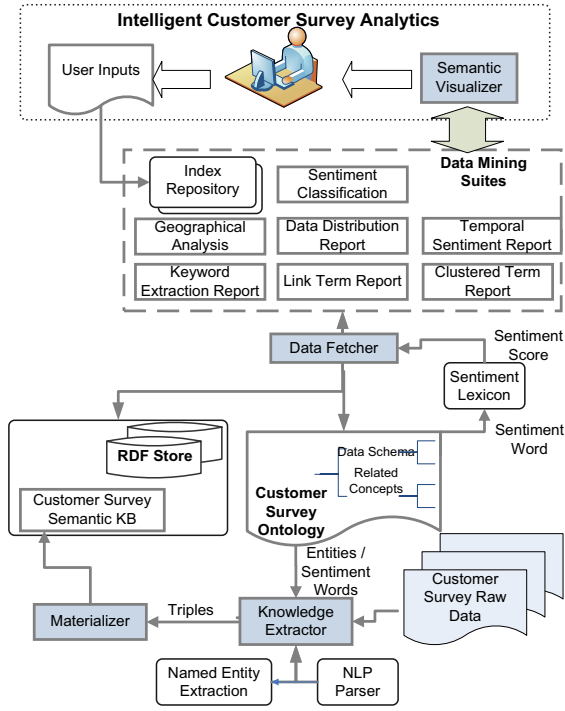 Intelligent Customer Survey Analytics
User Inputs
Semantic
Visualizer
Data Mining
Suites
Index
Repository
Sentiment
Classification
Geographical
Analysis
Data Distribution
Report
Temporal
Sentiment Report
Keyword
Extraction Report
Link Term Report
Clustered Term
Report
Data Fetcher
Sentiment
Score
Sentiment
Lexicon
Sentiment
Word
RDF Store
Customer Survey
Semantic KB
Data Schema
Related
Concepts
Customer
Survey
Ontology
Entities /
Sentiment
Words
Customer
Survey Raw
Data
Materializer
Triples
Knowledge
Extractor
Named Entity
Extraction
NLP
Parser